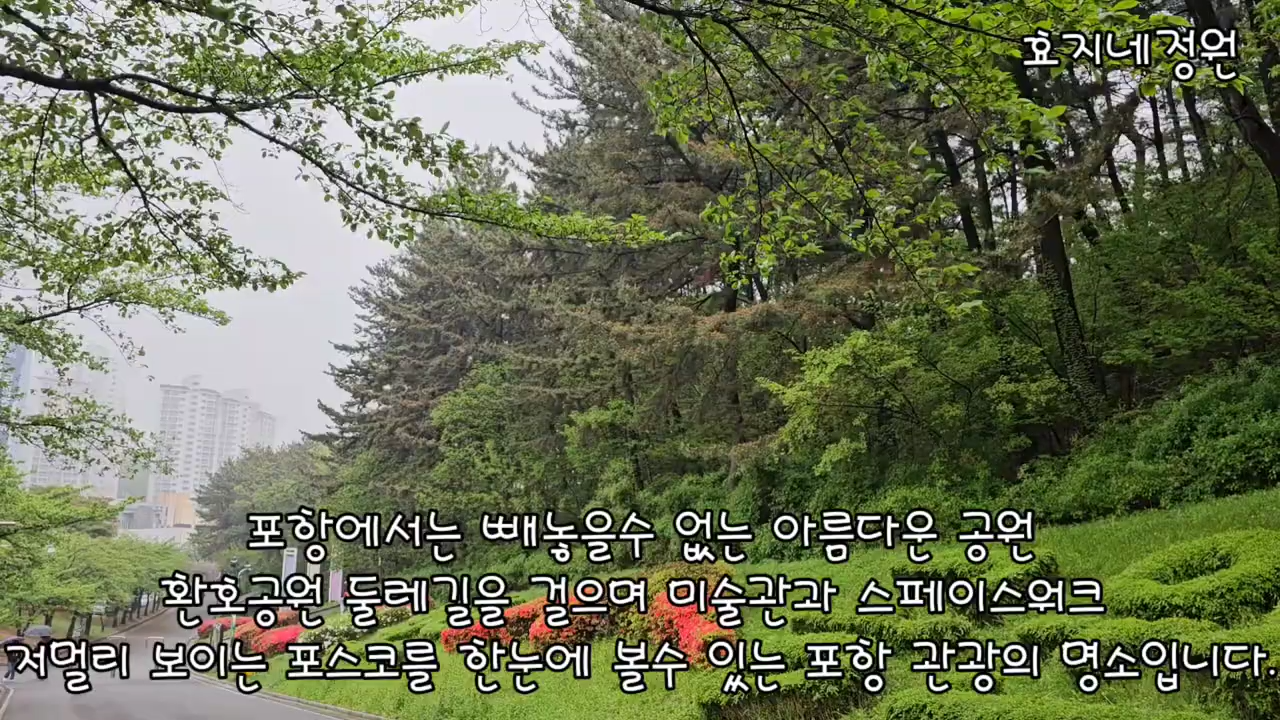 효지네정원
포항에서는 빼놓을수 없는 아름다운 공원
환호공원 둘레길을 걸으며 미술관과 스페이스워크
저멀리 보이는 포스코를 한눈에 볼수 있는 포항 관광의 명소입니다.